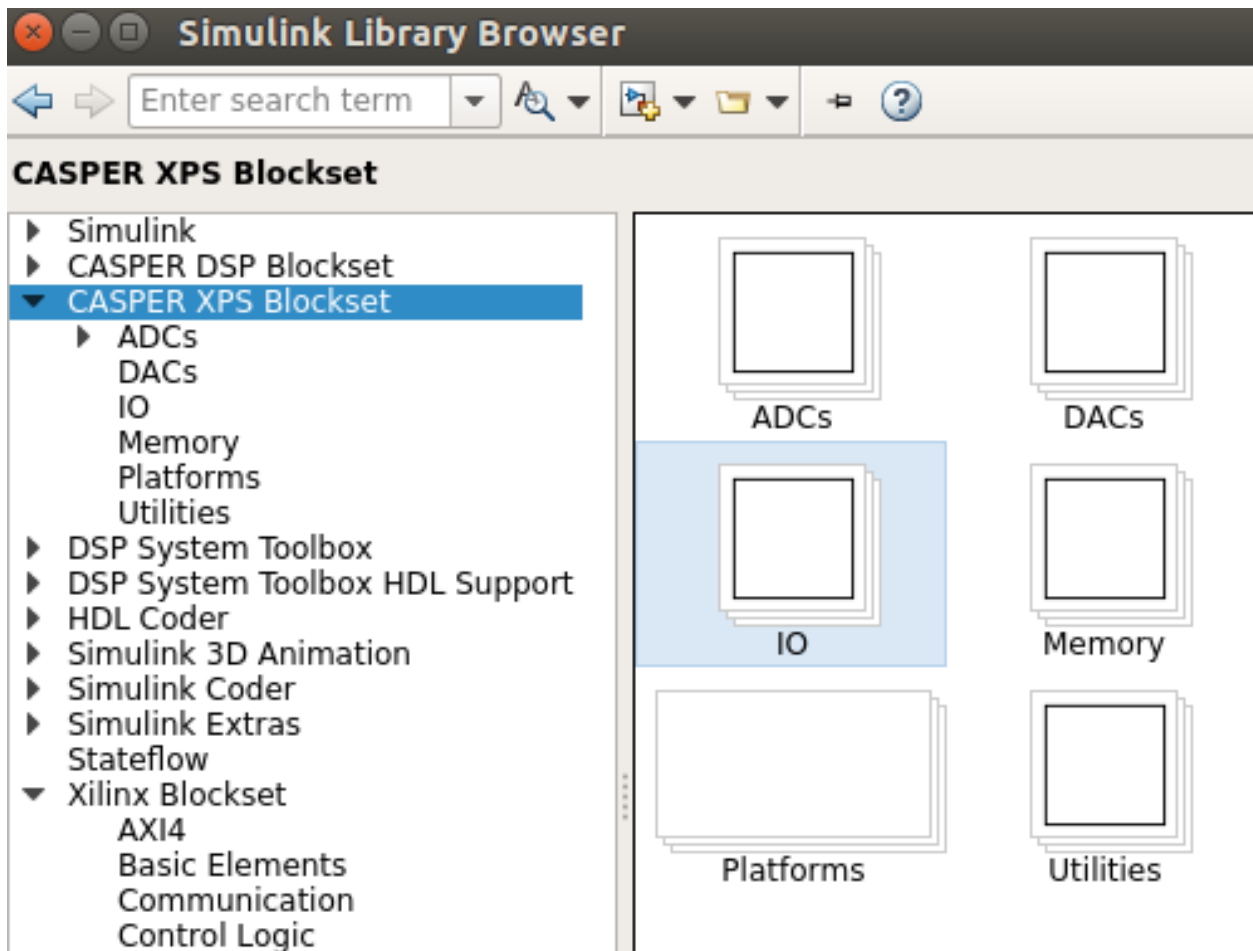 Simulink Library Browser
Enter search term
CASPER XPS Blockset
Simulink
CASPER DSP Blockset
CASPER XPS Blockset
ADCs
DACs
IO
Memory
Platforms
Utilities
DSP System Toolbox
DSP System Toolbox HDL Support
HDL Coder
Simulink 3D Animation
Simulink Coder
Simulink Extras
Stateflow
Xilinx Blockset
AXI4
Basic Elements
Communication
Control Logic
ADCs
DACs
IO
Memory
Platforms
Utilities